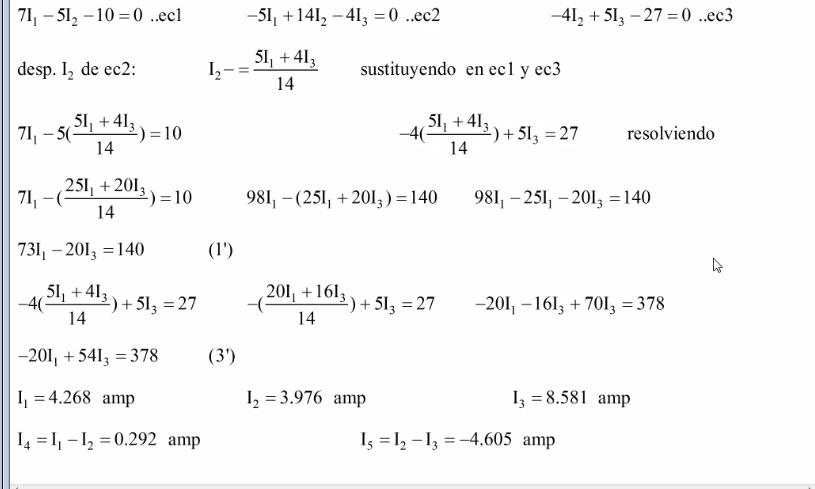 7I₁ − 5I₂ − 10 = 0 ..ec1 −5I₁ + 14I₂ − 4I₃ = 0 ..ec2 −4I₂ + 5I₃ − 27 = 0 ..ec3
desp. I₂ de ec2: I₂− = (5I₁ + 4I₃)/14 sustituyendo en ec1 y ec3
7I₁ − 5((5I₁ + 4I₃)/14) = 10 −4((5I₁ + 4I₃)/14) + 5I₃ = 27 resolviendo
7I₁ − ((25I₁ + 20I₃)/14) = 10 98I₁ − (25I₁ + 20I₃) = 140 98I₁ − 25I₁ − 20I₃ = 140
73I₁ − 20I₃ = 140 (1')
−4((5I₁ + 4I₃)/14) + 5I₃ = 27 −((20I₁ + 16I₃)/14) + 5I₃ = 27 −20I₁ − 16I₃ + 70I₃ = 378
−20I₁ + 54I₃ = 378 (3')
I₁ = 4.268 amp I₂ = 3.976 amp I₃ = 8.581 amp
I₄ = I₁ − I₂ = 0.292 amp I₅ = I₂ − I₃ = −4.605 amp